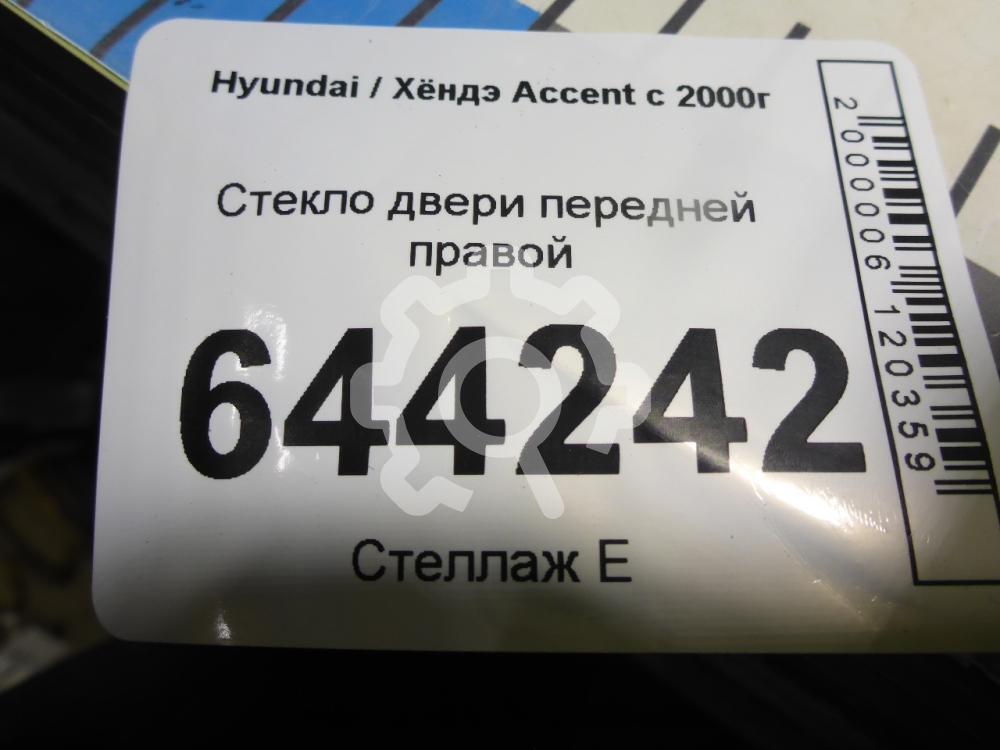 Hyundai / Хёндэ Accent с 2000г
Стекло двери передней
правой
644242
Стеллаж Е
2000006120359